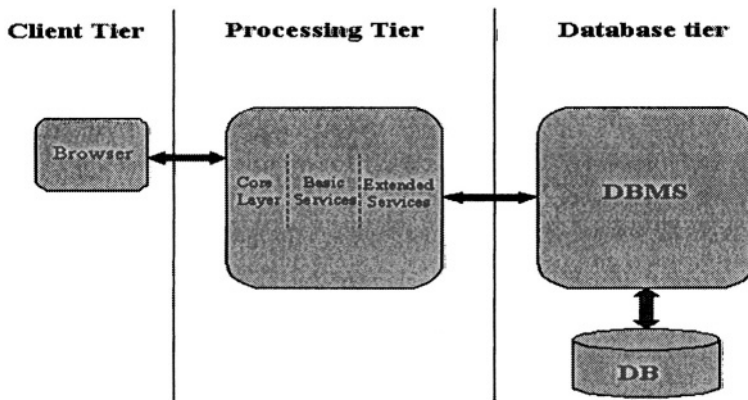 Client Tier
Processing Tier
Database tier
Browser
Core Layer
Basic Services
Extended Services
DBMS
DB